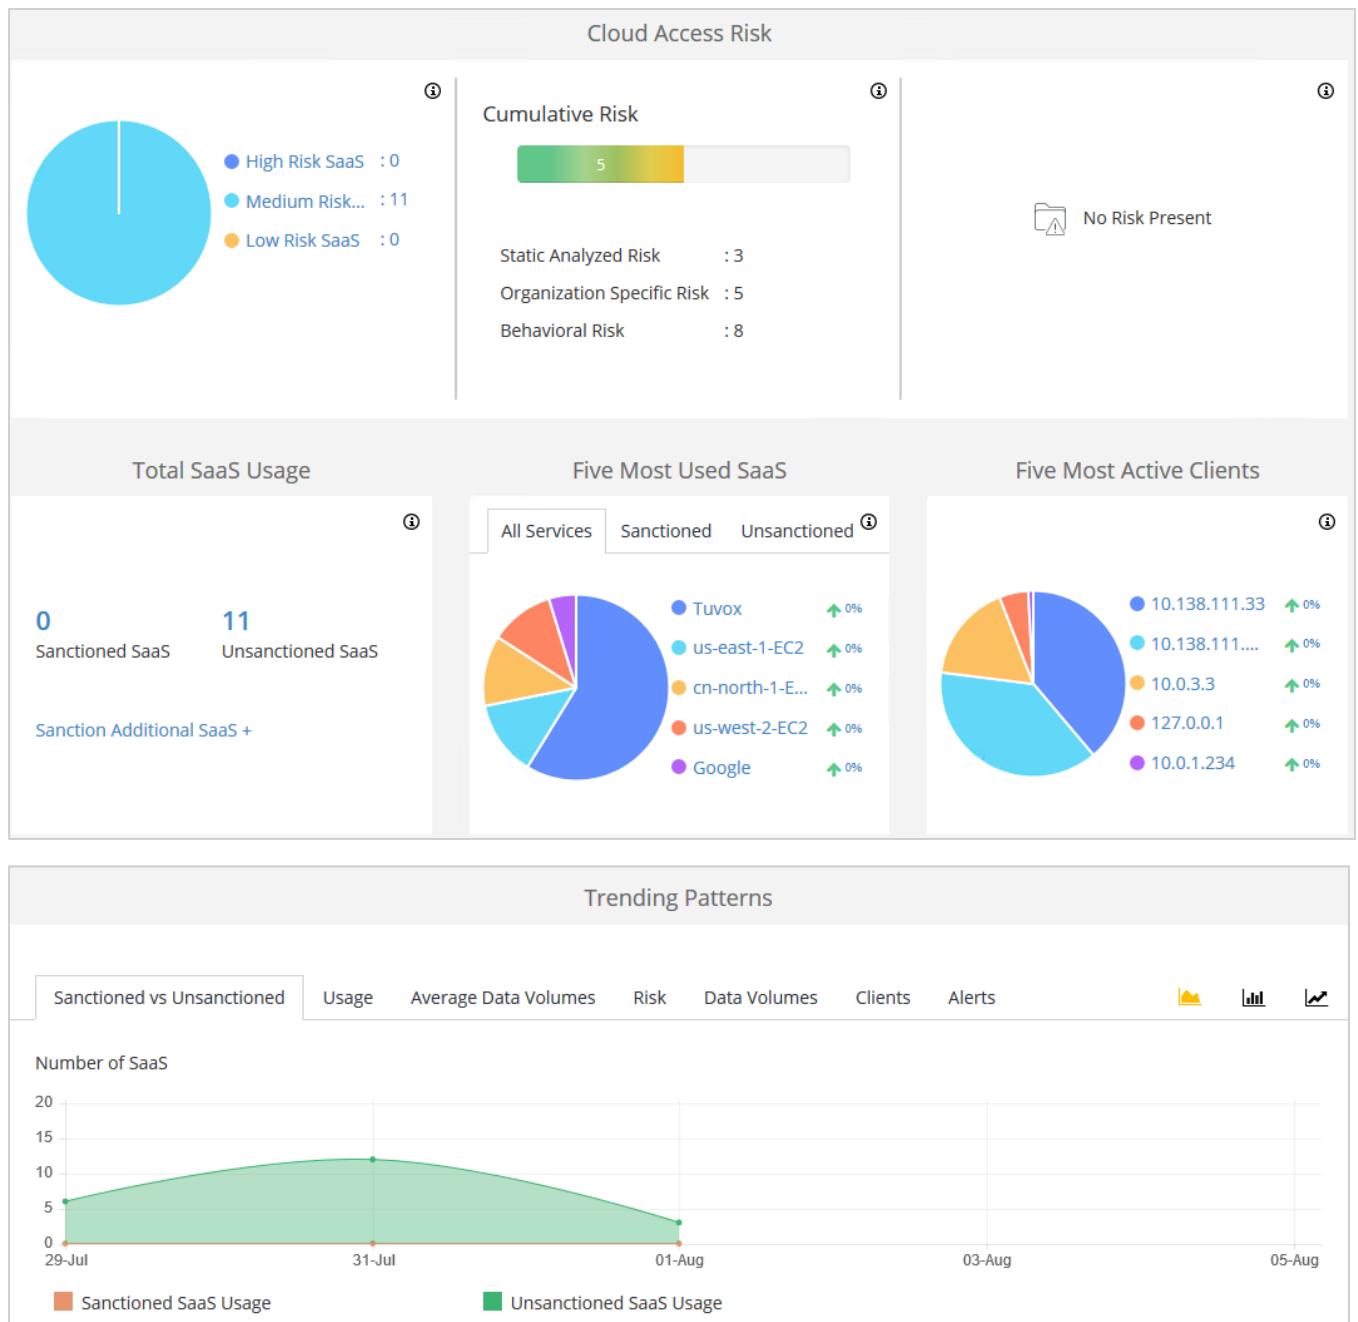 Cloud Access Risk
High Risk SaaS : 0
Medium Risk... : 11
Low Risk SaaS : 0
Cumulative Risk
5
Static Analyzed Risk : 3
Organization Specific Risk : 5
Behavioral Risk : 8
No Risk Present
Total SaaS Usage
0 11
Sanctioned SaaS Unsanctioned SaaS
Sanction Additional SaaS +
Five Most Used SaaS
All Services Sanctioned Unsanctioned
Tuvox 0%
us-east-1-EC2 0%
cn-north-1-E... 0%
us-west-2-EC2 0%
Google 0%
Five Most Active Clients
10.138.111.33 0%
10.138.111.... 0%
10.0.3.3 0%
127.0.0.1 0%
10.0.1.234 0%
Trending Patterns
Sanctioned vs Unsanctioned Usage Average Data Volumes Risk Data Volumes Clients Alerts
Number of SaaS
20
15
10
5
0
29-Jul 31-Jul 01-Aug 03-Aug 05-Aug
Sanctioned SaaS Usage Unsanctioned SaaS Usage